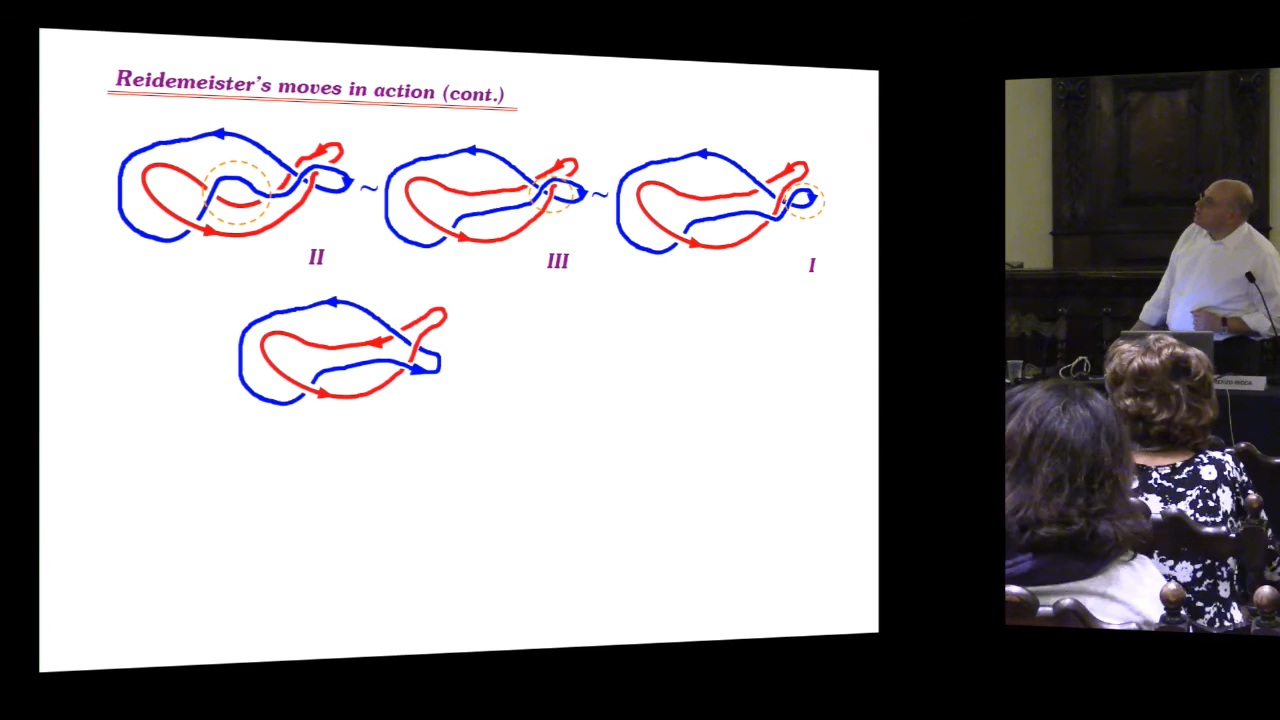 Reidemeister's moves in action (cont.)
~
~
II
III
I